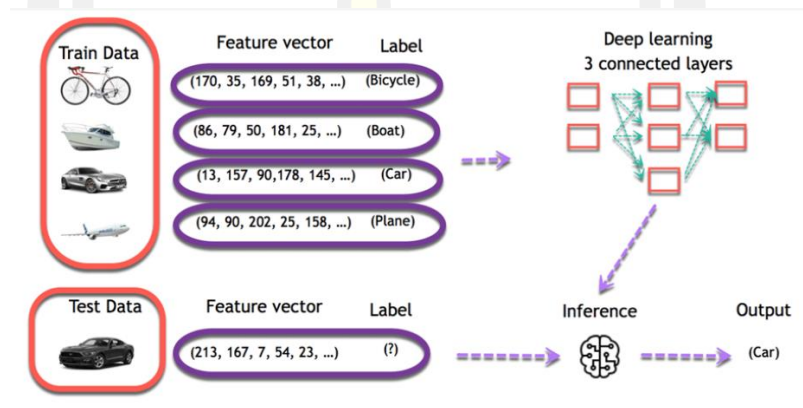 Train Data
Feature vector
Label
(170, 35, 169, 51, 38, ...)
(Bicycle)
(86, 79, 50, 181, 25, ...)
(Boat)
(13, 157, 90,178, 145, ...)
(Car)
(94, 90, 202, 25, 158, ...)
(Plane)
Deep learning
3 connected layers
Test Data
Feature vector
Label
(213, 167, 7, 54, 23, ...)
(?)
Inference
Output
(Car)